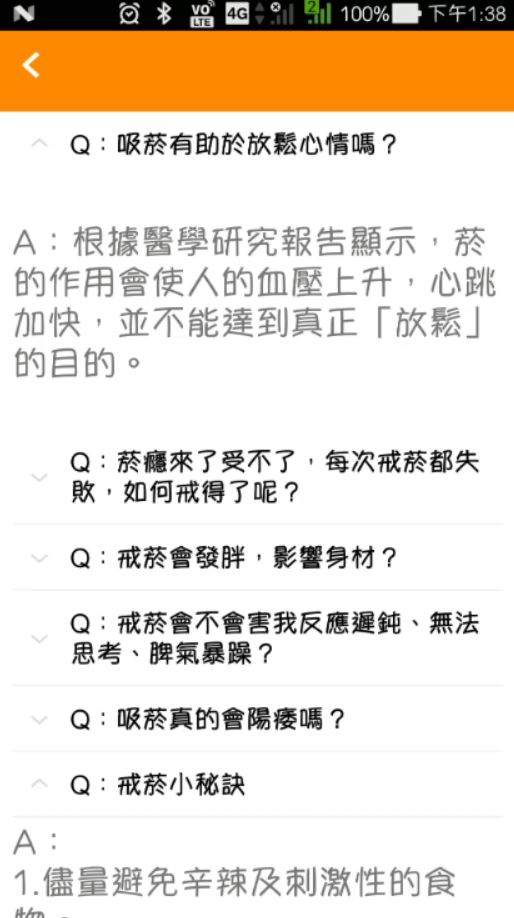 VO LTE 4G 2 100% 下午1:38
Q：吸菸有助於放鬆心情嗎？
A：根據醫學研究報告顯示，菸
的作用會使人的血壓上升，心跳
加快，並不能達到真正「放鬆」
的目的。
Q：菸癮來了受不了，每次戒菸都失
敗，如何戒得了呢？
Q：戒菸會發胖，影響身材？
Q：戒菸會不會害我反應遲鈍、無法
思考、脾氣暴躁？
Q：吸菸真的會陽痿嗎？
Q：戒菸小秘訣
A：
1.儘量避免辛辣及刺激性的食
物。